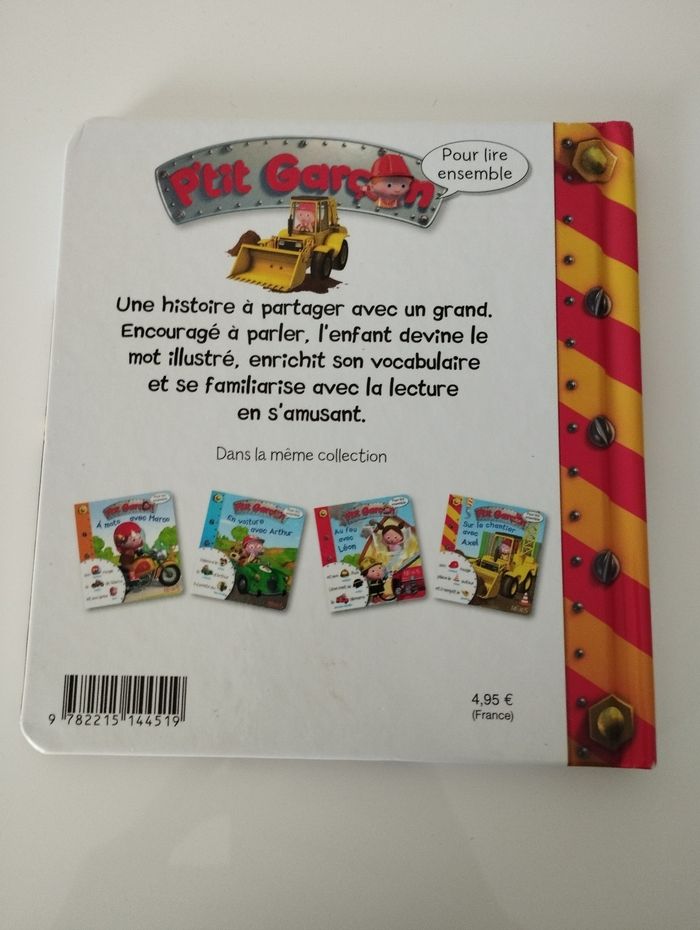 P'tit Garçon
Pour lire
ensemble
Une histoire à partager avec un grand.
Encouragé à parler, l'enfant devine le
mot illustré, enrichit son vocabulaire
et se familiarise avec la lecture
en s'amusant.
Dans la même collection
P'tit Garçon
À moto avec Marco
P'tit Garçon
En voiture
avec Arthur
P'tit Garçon
Au feu
avec
Léon
P'tit Garçon
Sur le chantier
avec
Axel
9 782215 144519
4,95 €
(France)